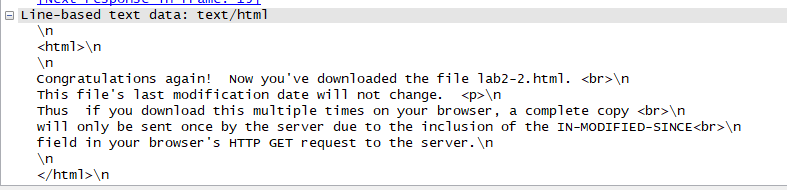 [Next response in frame: 19]
Line-based text data: text/html
\n
<html>\n
\n
Congratulations again!  Now you've downloaded the file lab2-2.html. <br>\n
This file's last modification date will not change.  <p>\n
Thus  if you download this multiple times on your browser, a complete copy <br>\n
will only be sent once by the server due to the inclusion of the IN-MODIFIED-SINCE<br>\n
field in your browser's HTTP GET request to the server.\n
\n
</html>\n